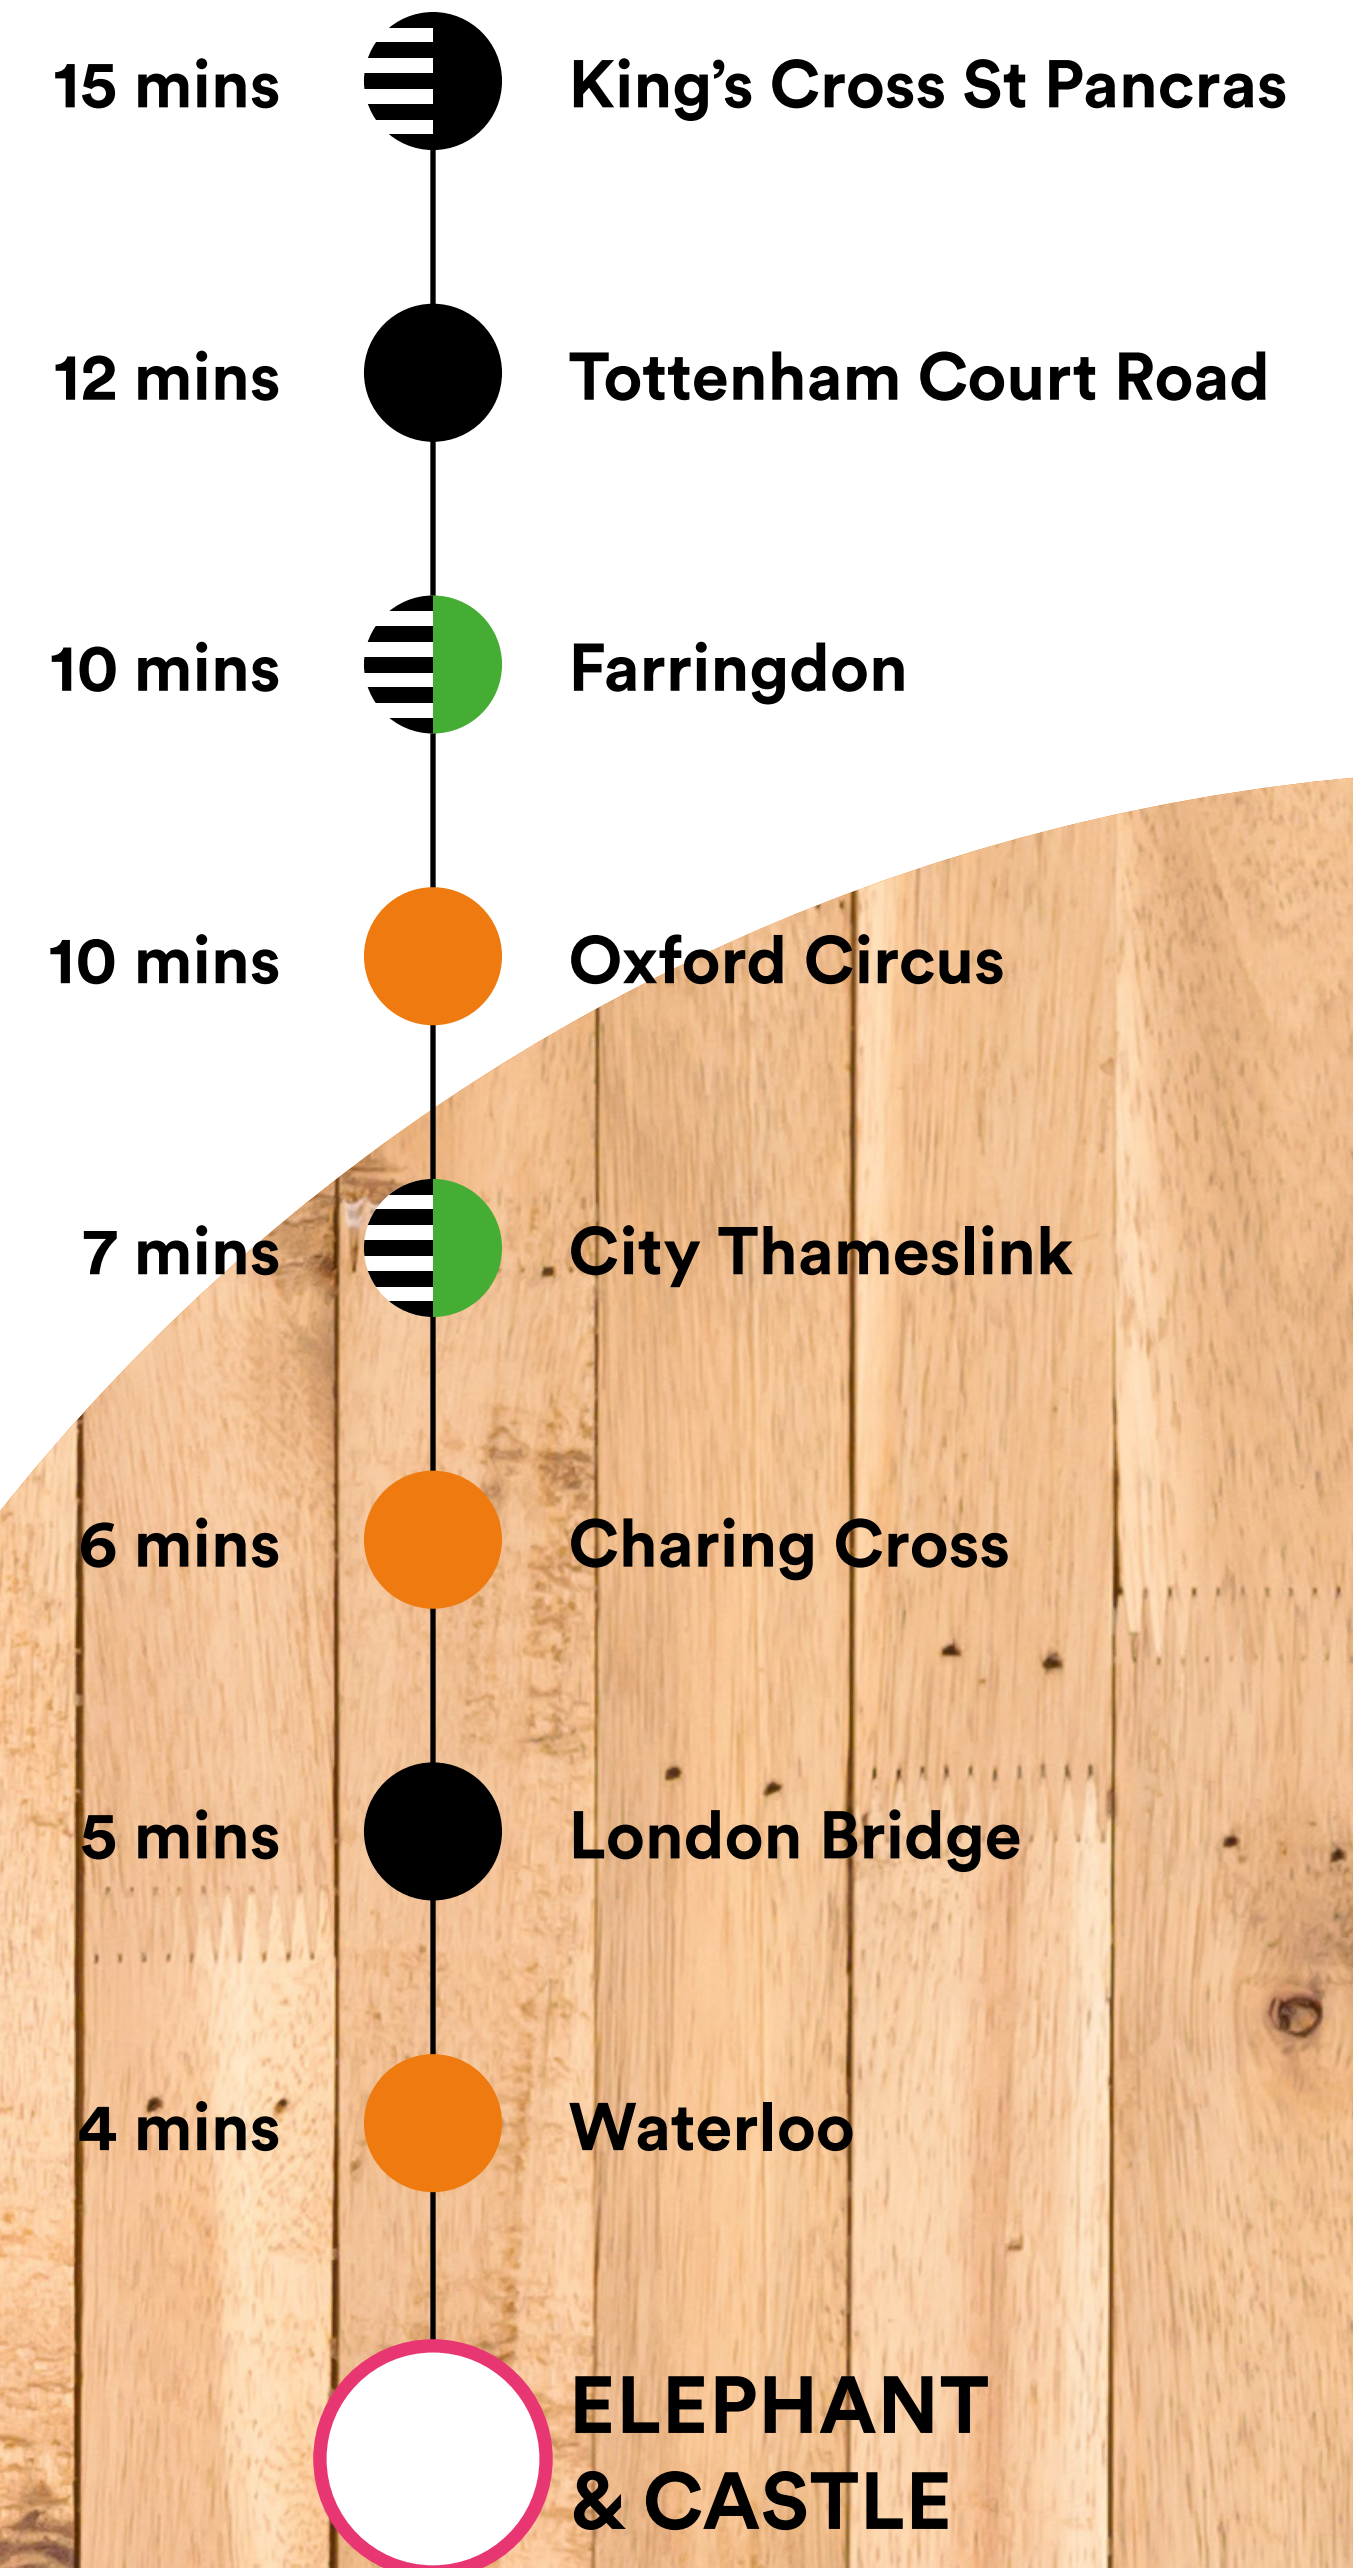 15 mins King’s Cross St Pancras
12 mins Tottenham Court Road
10 mins Farringdon
10 mins Oxford Circus
7 mins City Thameslink
6 mins Charing Cross
5 mins London Bridge
4 mins Waterloo
ELEPHANT
& CASTLE